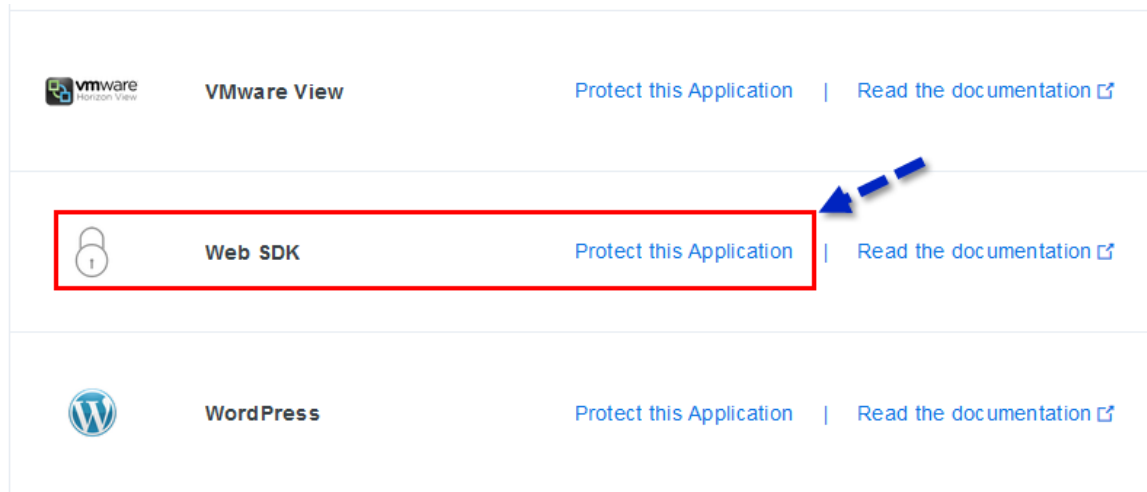 vmware
Horizon View
VMware View Protect this Application | Read the documentation
Web SDK Protect this Application | Read the documentation
WordPress Protect this Application | Read the documentation